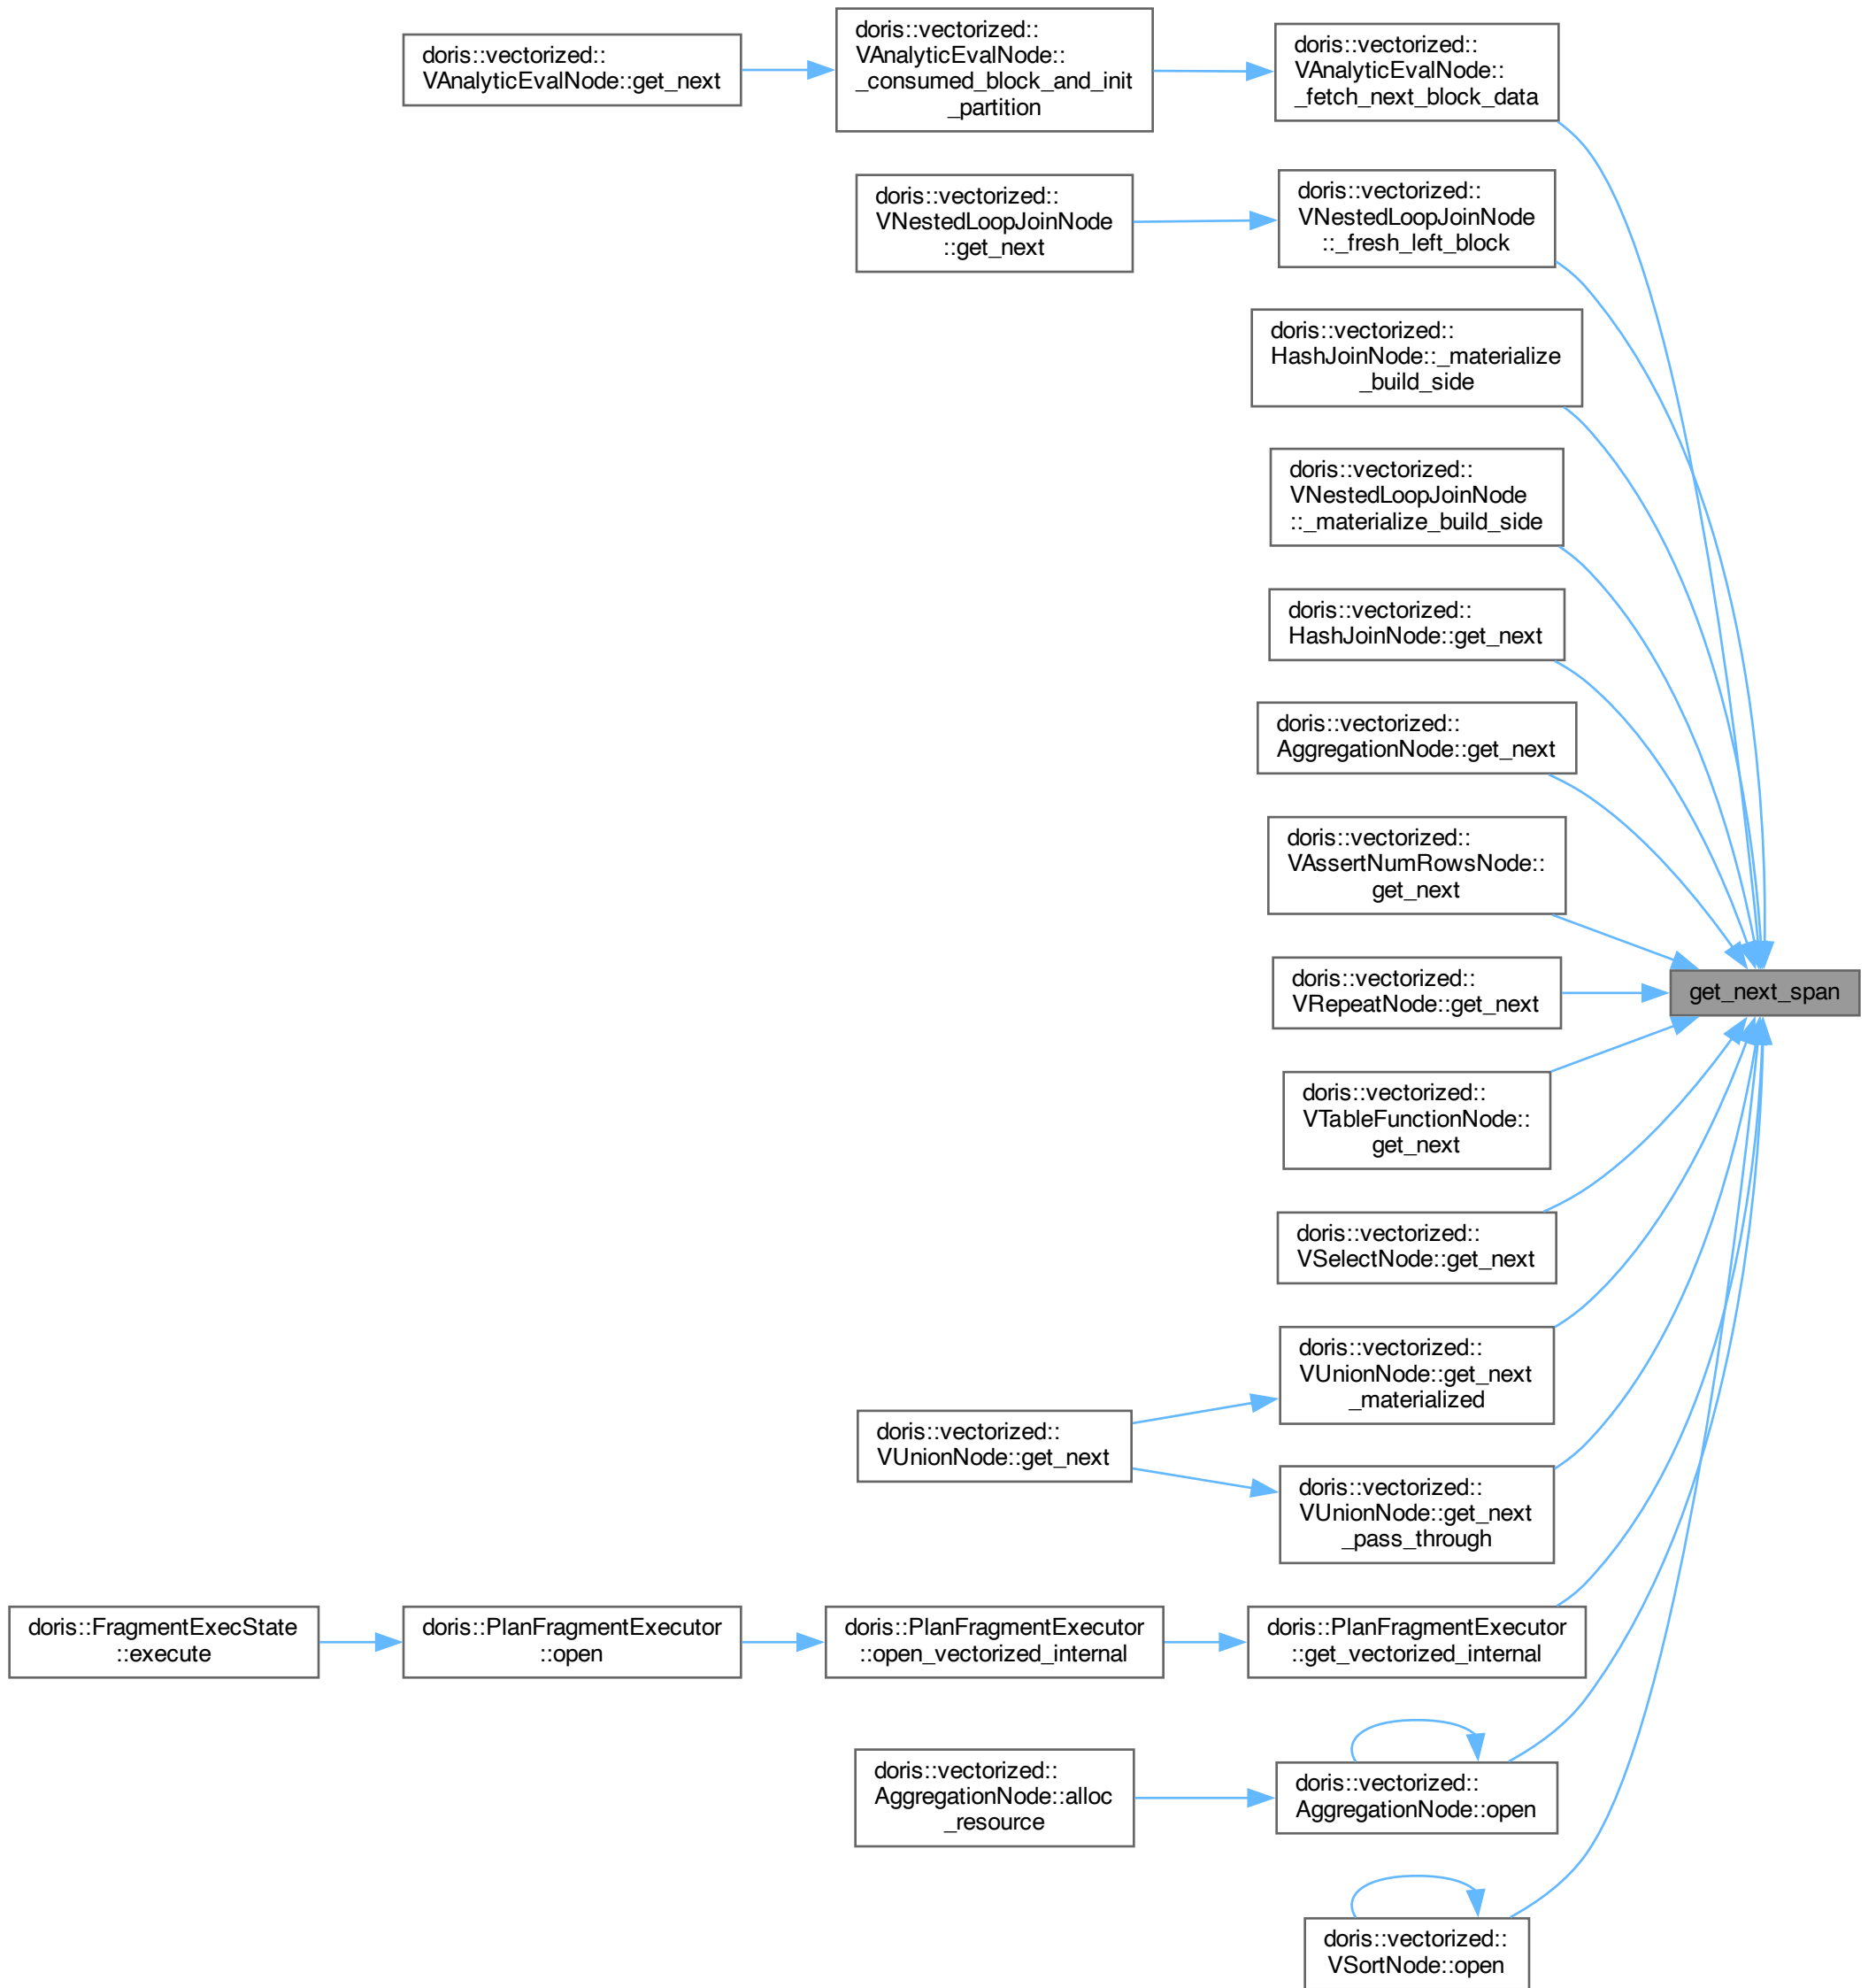 doris::vectorized::
VAnalyticEvalNode::get_next
doris::vectorized::
VAnalyticEvalNode::
_consumed_block_and_init
_partition
doris::vectorized::
VAnalyticEvalNode::
_fetch_next_block_data
doris::vectorized::
VNestedLoopJoinNode
::get_next
doris::vectorized::
VNestedLoopJoinNode
::_fresh_left_block
doris::vectorized::
HashJoinNode::_materialize
_build_side
doris::vectorized::
VNestedLoopJoinNode
::_materialize_build_side
doris::vectorized::
HashJoinNode::get_next
doris::vectorized::
AggregationNode::get_next
doris::vectorized::
VAssertNumRowsNode::
get_next
get_next_span
doris::vectorized::
VRepeatNode::get_next
doris::vectorized::
VTableFunctionNode::
get_next
doris::vectorized::
VSelectNode::get_next
doris::vectorized::
VUnionNode::get_next
_materialized
doris::vectorized::
VUnionNode::get_next
doris::vectorized::
VUnionNode::get_next
_pass_through
doris::FragmentExecState
::execute
doris::PlanFragmentExecutor
::open
doris::PlanFragmentExecutor
::open_vectorized_internal
doris::PlanFragmentExecutor
::get_vectorized_internal
doris::vectorized::
AggregationNode::alloc
_resource
doris::vectorized::
AggregationNode::open
doris::vectorized::
VSortNode::open